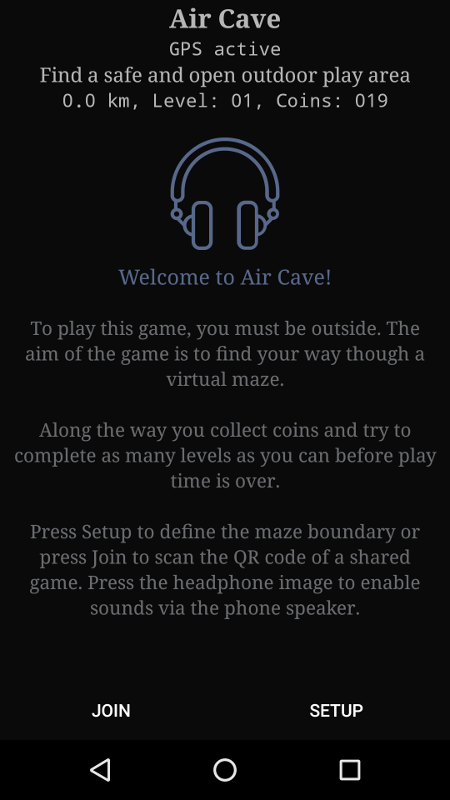 Air Cave
GPS active
Find a safe and open outdoor play area
0.0 km, Level: 01, Coins: 019
Welcome to Air Cave!
To play this game, you must be outside. The
aim of the game is to find your way though a
virtual maze.
Along the way you collect coins and try to
complete as many levels as you can before play
time is over.
Press Setup to define the maze boundary or
press Join to scan the QR code of a shared
game. Press the headphone image to enable
sounds via the phone speaker.
JOIN SETUP